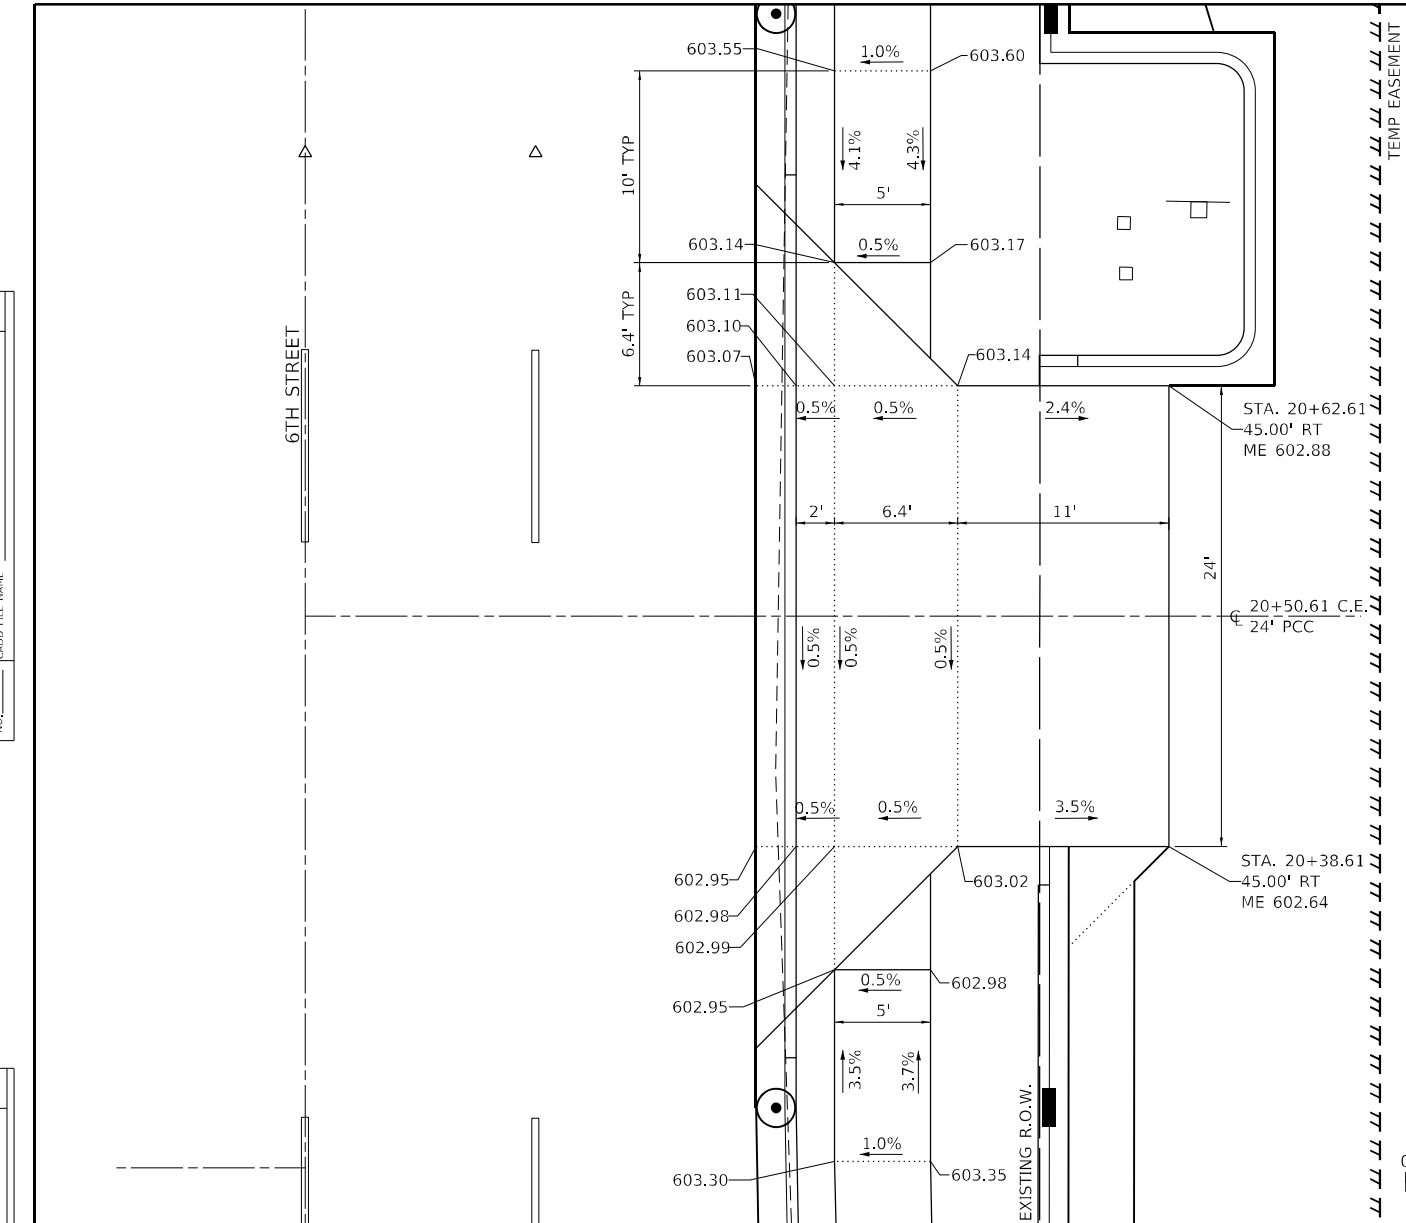 603.55
1.0%
603.60
TEMP EASEMENT
10' TYP
4.1%
4.3%
5'
603.14
0.5%
603.17
603.11
6.4' TYP
603.10
603.07
603.14
6TH STREET
0.5%
0.5%
2.4%
STA. 20+62.61
45.00' RT
ME 602.88
2'
6.4'
11'
24'
CADD FILE NAME
20+50.61 C.E.
24' PCC
0.5%
0.5%
0.5%
NO.
0.5%
0.5%
3.5%
STA. 20+38.61
45.00' RT
ME 602.64
602.95
603.02
602.98
602.99
602.95
0.5%
602.98
5'
3.5%
3.7%
EXISTING R.O.W.
1.0%
603.30
603.35